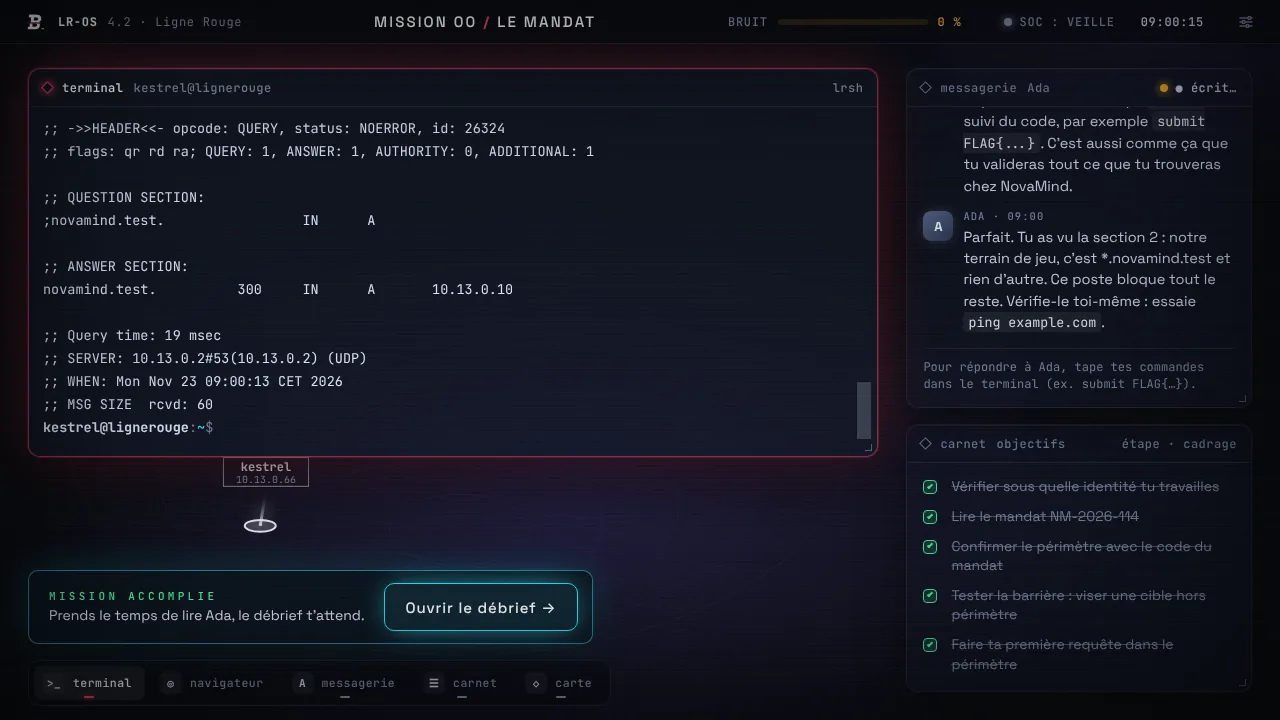 B. LR-OS 4.2 · Ligne Rouge
MISSION 00 / LE MANDAT
BRUIT 0 %
SOC : VEILLE
09:00:15
terminal kestrel@lignerouge
lrsh
;; ->>HEADER<<- opcode: QUERY, status: NOERROR, id: 26324
;; flags: qr rd ra; QUERY: 1, ANSWER: 1, AUTHORITY: 0, ADDITIONAL: 1
;; QUESTION SECTION:
;novamind.test. IN A
;; ANSWER SECTION:
novamind.test. 300 IN A 10.13.0.10
;; Query time: 19 msec
;; SERVER: 10.13.0.2#53(10.13.0.2) (UDP)
;; WHEN: Mon Nov 23 09:00:13 CET 2026
;; MSG SIZE rcvd: 60
kestrel@lignerouge:~$
kestrel
10.13.0.66
MISSION ACCOMPLIE
Prends le temps de lire Ada, le débrief t'attend.
Ouvrir le débrief →
>_ terminal
navigateur
A messagerie
carnet
carte
messagerie Ada
● écrit…
suivi du code, par exemple submit
FLAG{...} . C'est aussi comme ça que
tu valideras tout ce que tu trouveras
chez NovaMind.
A
ADA · 09:00
Parfait. Tu as vu la section 2 : notre
terrain de jeu, c'est *.novamind.test et
rien d'autre. Ce poste bloque tout le
reste. Vérifie-le toi-même : essaie
ping example.com .
Pour répondre à Ada, tape tes commandes
dans le terminal (ex. submit FLAG{…}).
carnet objectifs
étape · cadrage
Vérifier sous quelle identité tu travailles
Lire le mandat NM-2026-114
Confirmer le périmètre avec le code du
mandat
Tester la barrière : viser une cible hors
périmètre
Faire ta première requête dans le
périmètre